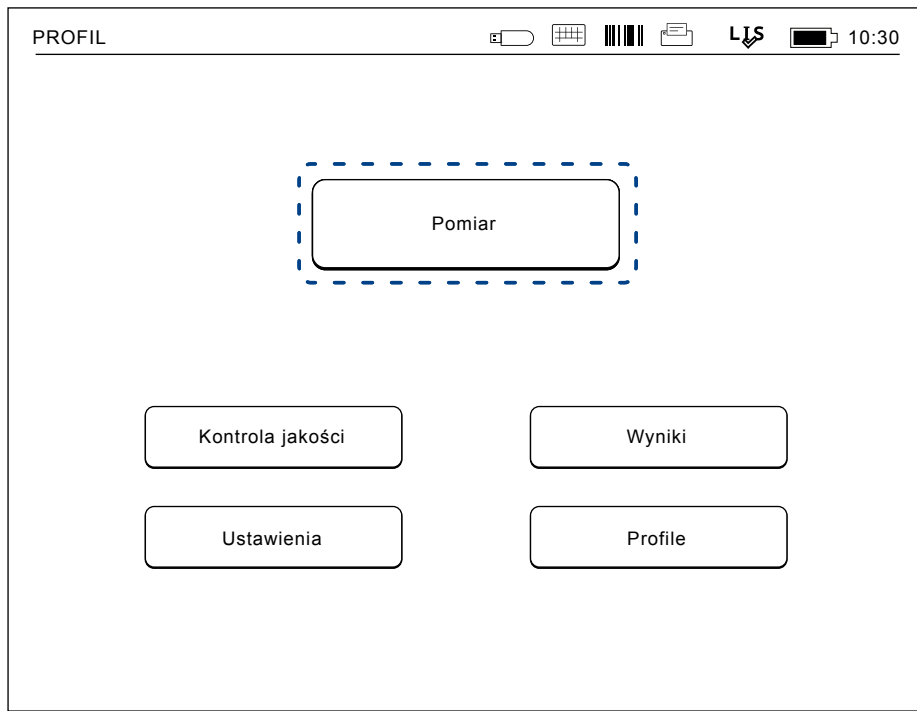 PROFIL LIS 10:30
Pomiar
Kontrola jakości Wyniki
Ustawienia Profile